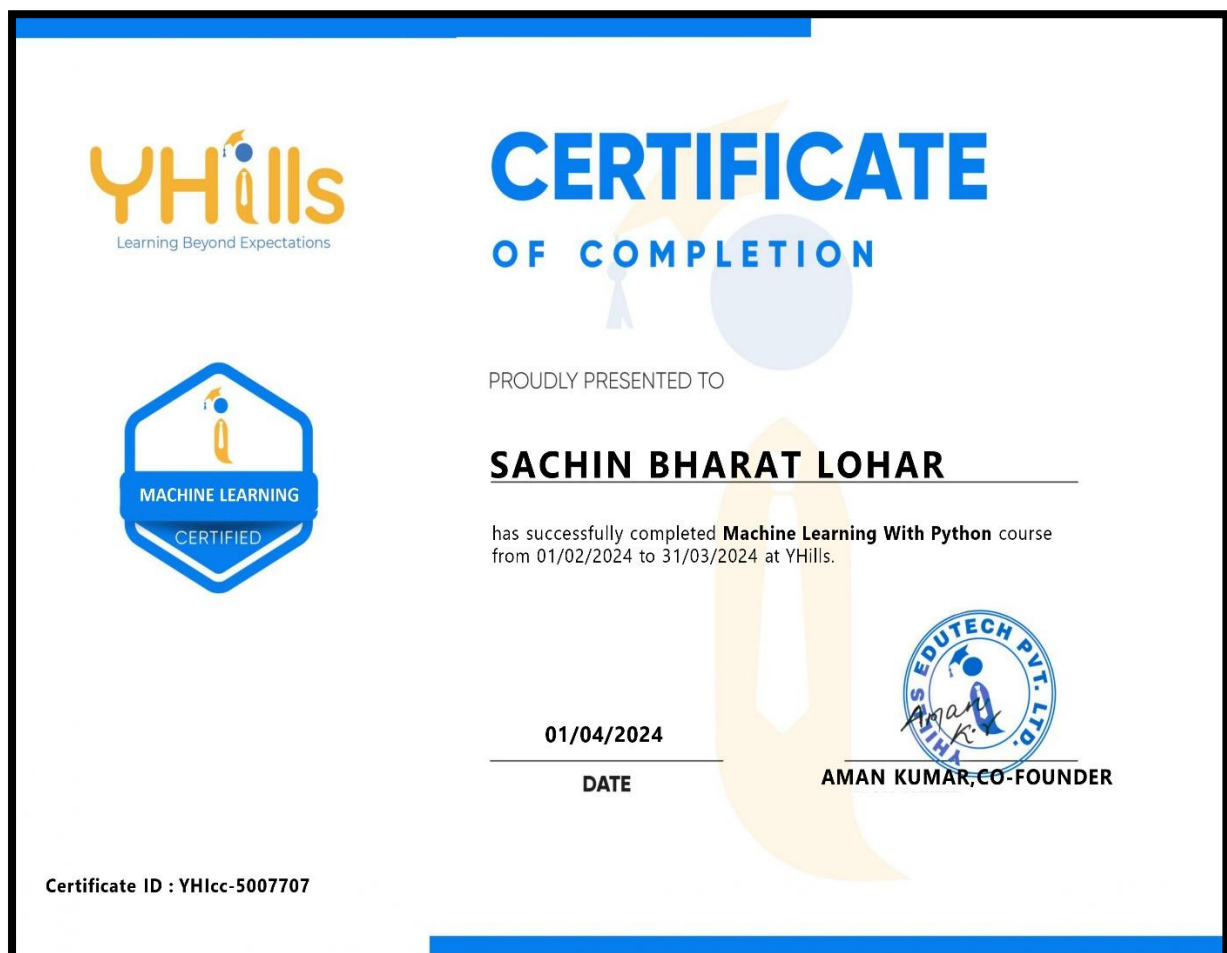 YHills
Learning Beyond Expectations
CERTIFICATE
OF COMPLETION
MACHINE LEARNING
CERTIFIED
PROUDLY PRESENTED TO
SACHIN BHARAT LOHAR
has successfully completed Machine Learning With Python course
from 01/02/2024 to 31/03/2024 at YHills.
YHILLS EDUTECH PVT. LTD.
Aman K.r
01/04/2024
DATE
AMAN KUMAR,CO-FOUNDER
Certificate ID : YHIcc-5007707